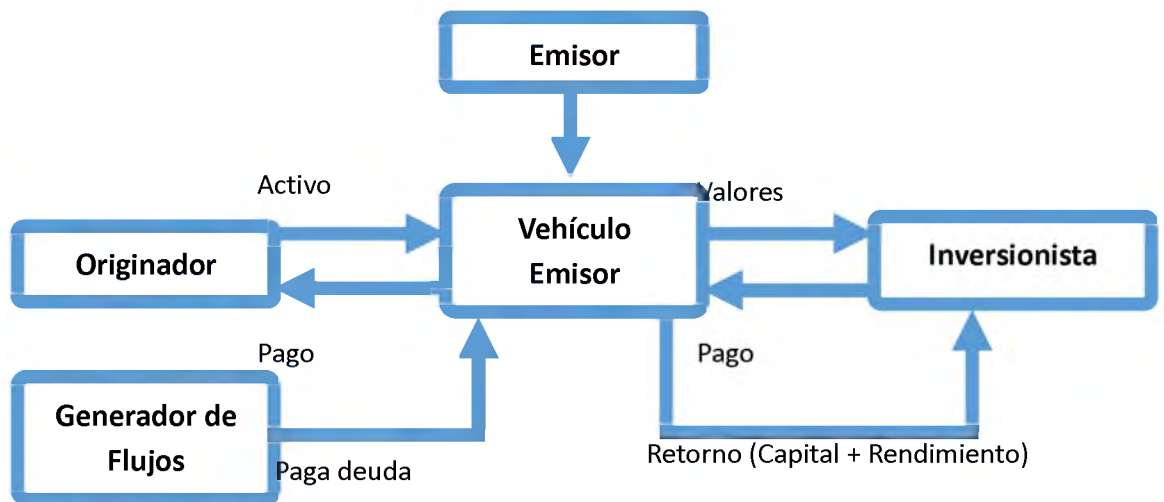 Emisor
Activo
Valores
Originador
Vehículo
Emisor
Inversionista
Pago
Pago
Generador de
Flujos
Paga deuda
Retorno (Capital + Rendimiento)